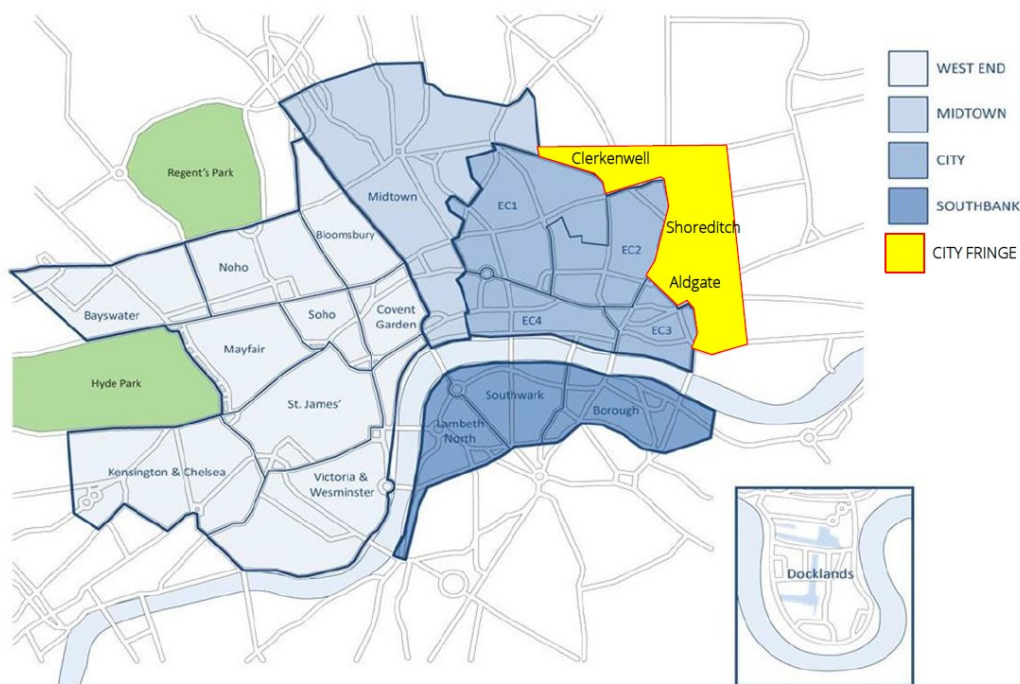 WEST END
MIDTOWN
CITY
SOUTHBANK
CITY FRINGE
Clerkenwell
Regent's Park
Midtown
EC1
Shoreditch
Bloomsbury
EC2
Noho
Aldgate
Bayswater
Soho
Covent
Garden
EC4
EC3
Mayfair
Hyde Park
St. James'
Southwark
Borough
Lambeth
North
Kensington & Chelsea
Victoria &
Wesminster
Docklands